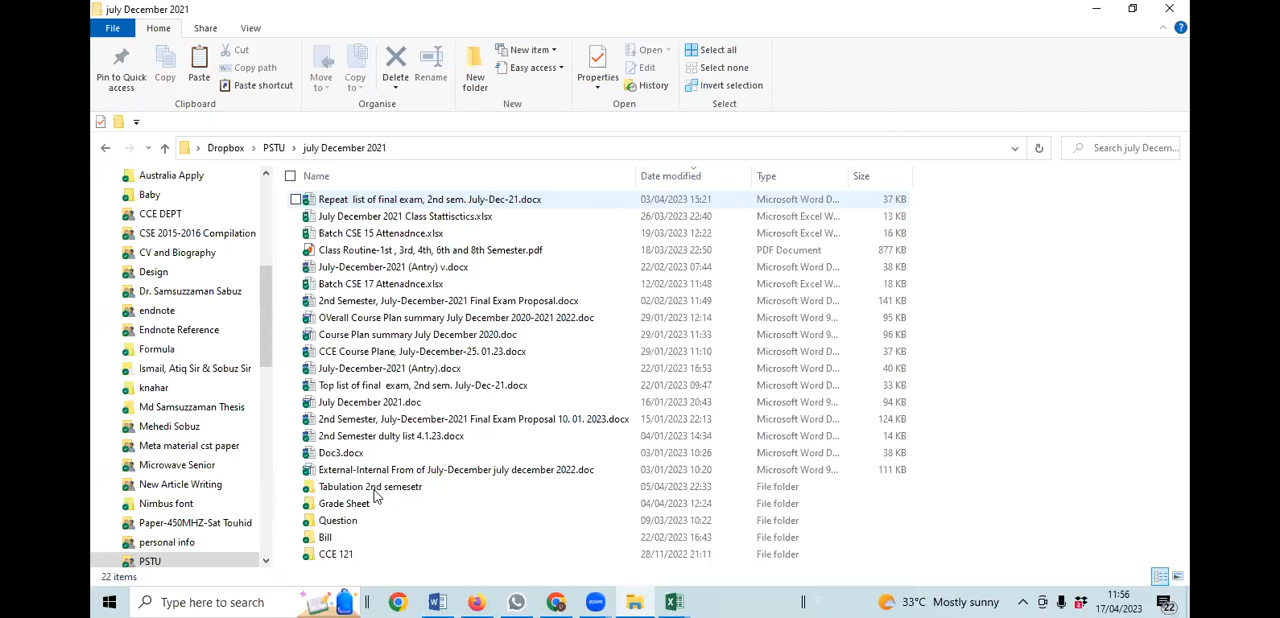 july December 2021
File Home Share View
Pin to Quick access
Copy
Paste
Cut
Copy path
Paste shortcut
Clipboard
Move to
Copy to
Delete
Rename
Organise
New folder
New item
Easy access
New
Properties
Open
Edit
History
Open
Select all
Select none
Invert selection
Select
Dropbox > PSTU > july December 2021
Search july Decem...
Australia Apply
Baby
CCE DEPT
CSE 2015-2016 Compilation
CV and Biography
Design
Dr. Samsuzzaman Sabuz
endnote
Endnote Reference
Formula
Ismail, Atiq Sir & Sobuz Sir
knahar
Md Samsuzzaman Thesis
Mehedi Sobuz
Meta material cst paper
Microwave Senior
New Article Writing
Nimbus font
Paper-450MHZ-Sat Touhid
personal info
PSTU
Name Date modified Type Size
Repeat list of final exam, 2nd sem. July-Dec-21.docx 03/04/2023 15:21 Microsoft Word D... 37 KB
July December 2021 Class Stattisctics.xlsx 26/03/2023 22:40 Microsoft Excel W... 13 KB
Batch CSE 15 Attenadnce.xlsx 19/03/2023 12:22 Microsoft Excel W... 16 KB
Class Routine-1st , 3rd, 4th, 6th and 8th Semester.pdf 18/03/2023 22:50 PDF Document 877 KB
July-December-2021 (Antry) v.docx 22/02/2023 07:44 Microsoft Word D... 38 KB
Batch CSE 17 Attenadnce.xlsx 12/02/2023 11:48 Microsoft Excel W... 18 KB
2nd Semester, July-December-2021 Final Exam Proposal.docx 02/02/2023 11:49 Microsoft Word D... 141 KB
OVerall Course Plan summary July December 2020-2021 2022.doc 29/01/2023 12:14 Microsoft Word 9... 95 KB
Course Plan summary July December 2020.doc 29/01/2023 11:33 Microsoft Word 9... 96 KB
CCE Course Plane, July-December-25. 01.23.docx 29/01/2023 11:10 Microsoft Word D... 37 KB
July-December-2021 (Antry).docx 22/01/2023 16:53 Microsoft Word D... 40 KB
Top list of final exam, 2nd sem. July-Dec-21.docx 22/01/2023 09:47 Microsoft Word D... 33 KB
July December 2021.doc 16/01/2023 20:43 Microsoft Word 9... 94 KB
2nd Semester, July-December-2021 Final Exam Proposal 10. 01. 2023.docx 15/01/2023 22:13 Microsoft Word D... 124 KB
2nd Semester dulty list 4.1.23.docx 04/01/2023 14:34 Microsoft Word D... 14 KB
Doc3.docx 03/01/2023 10:26 Microsoft Word D... 38 KB
External-Internal From of July-December july december 2022.doc 03/01/2023 10:20 Microsoft Word 9... 111 KB
Tabulation 2nd semesetr 05/04/2023 22:33 File folder
Grade Sheet 04/04/2023 12:24 File folder
Question 09/03/2023 10:22 File folder
Bill 22/02/2023 16:43 File folder
CCE 121 28/11/2022 21:11 File folder
22 items
Type here to search
33°C Mostly sunny
11:56
17/04/2023
22